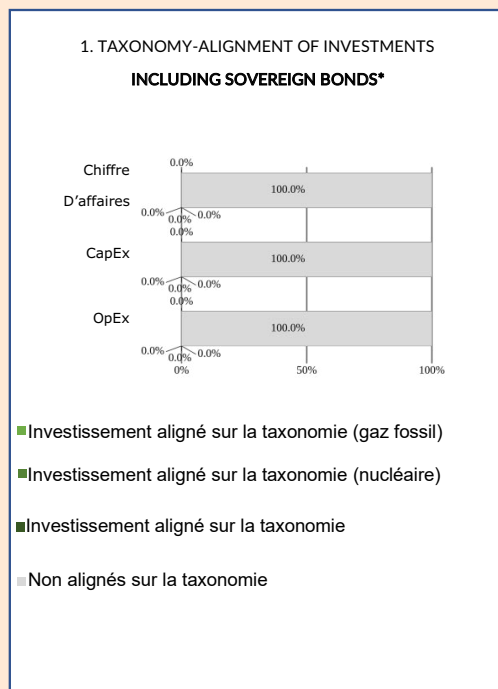 1. TAXONOMY-ALIGNMENT OF INVESTMENTS
INCLUDING SOVEREIGN BONDS*
0.0%
Chiffre
D'affaires
100.0%
0.0% 0.0% 0.0%
0.0%
CapEx
100.0%
0.0% 0.0% 0.0%
0.0%
OpEx
100.0%
0.0% 0.0% 0.0%
0% 50% 100%
Investissement aligné sur la taxonomie (gaz fossil)
Investissement aligné sur la taxonomie (nucléaire)
Investissement aligné sur la taxonomie
Non alignés sur la taxonomie